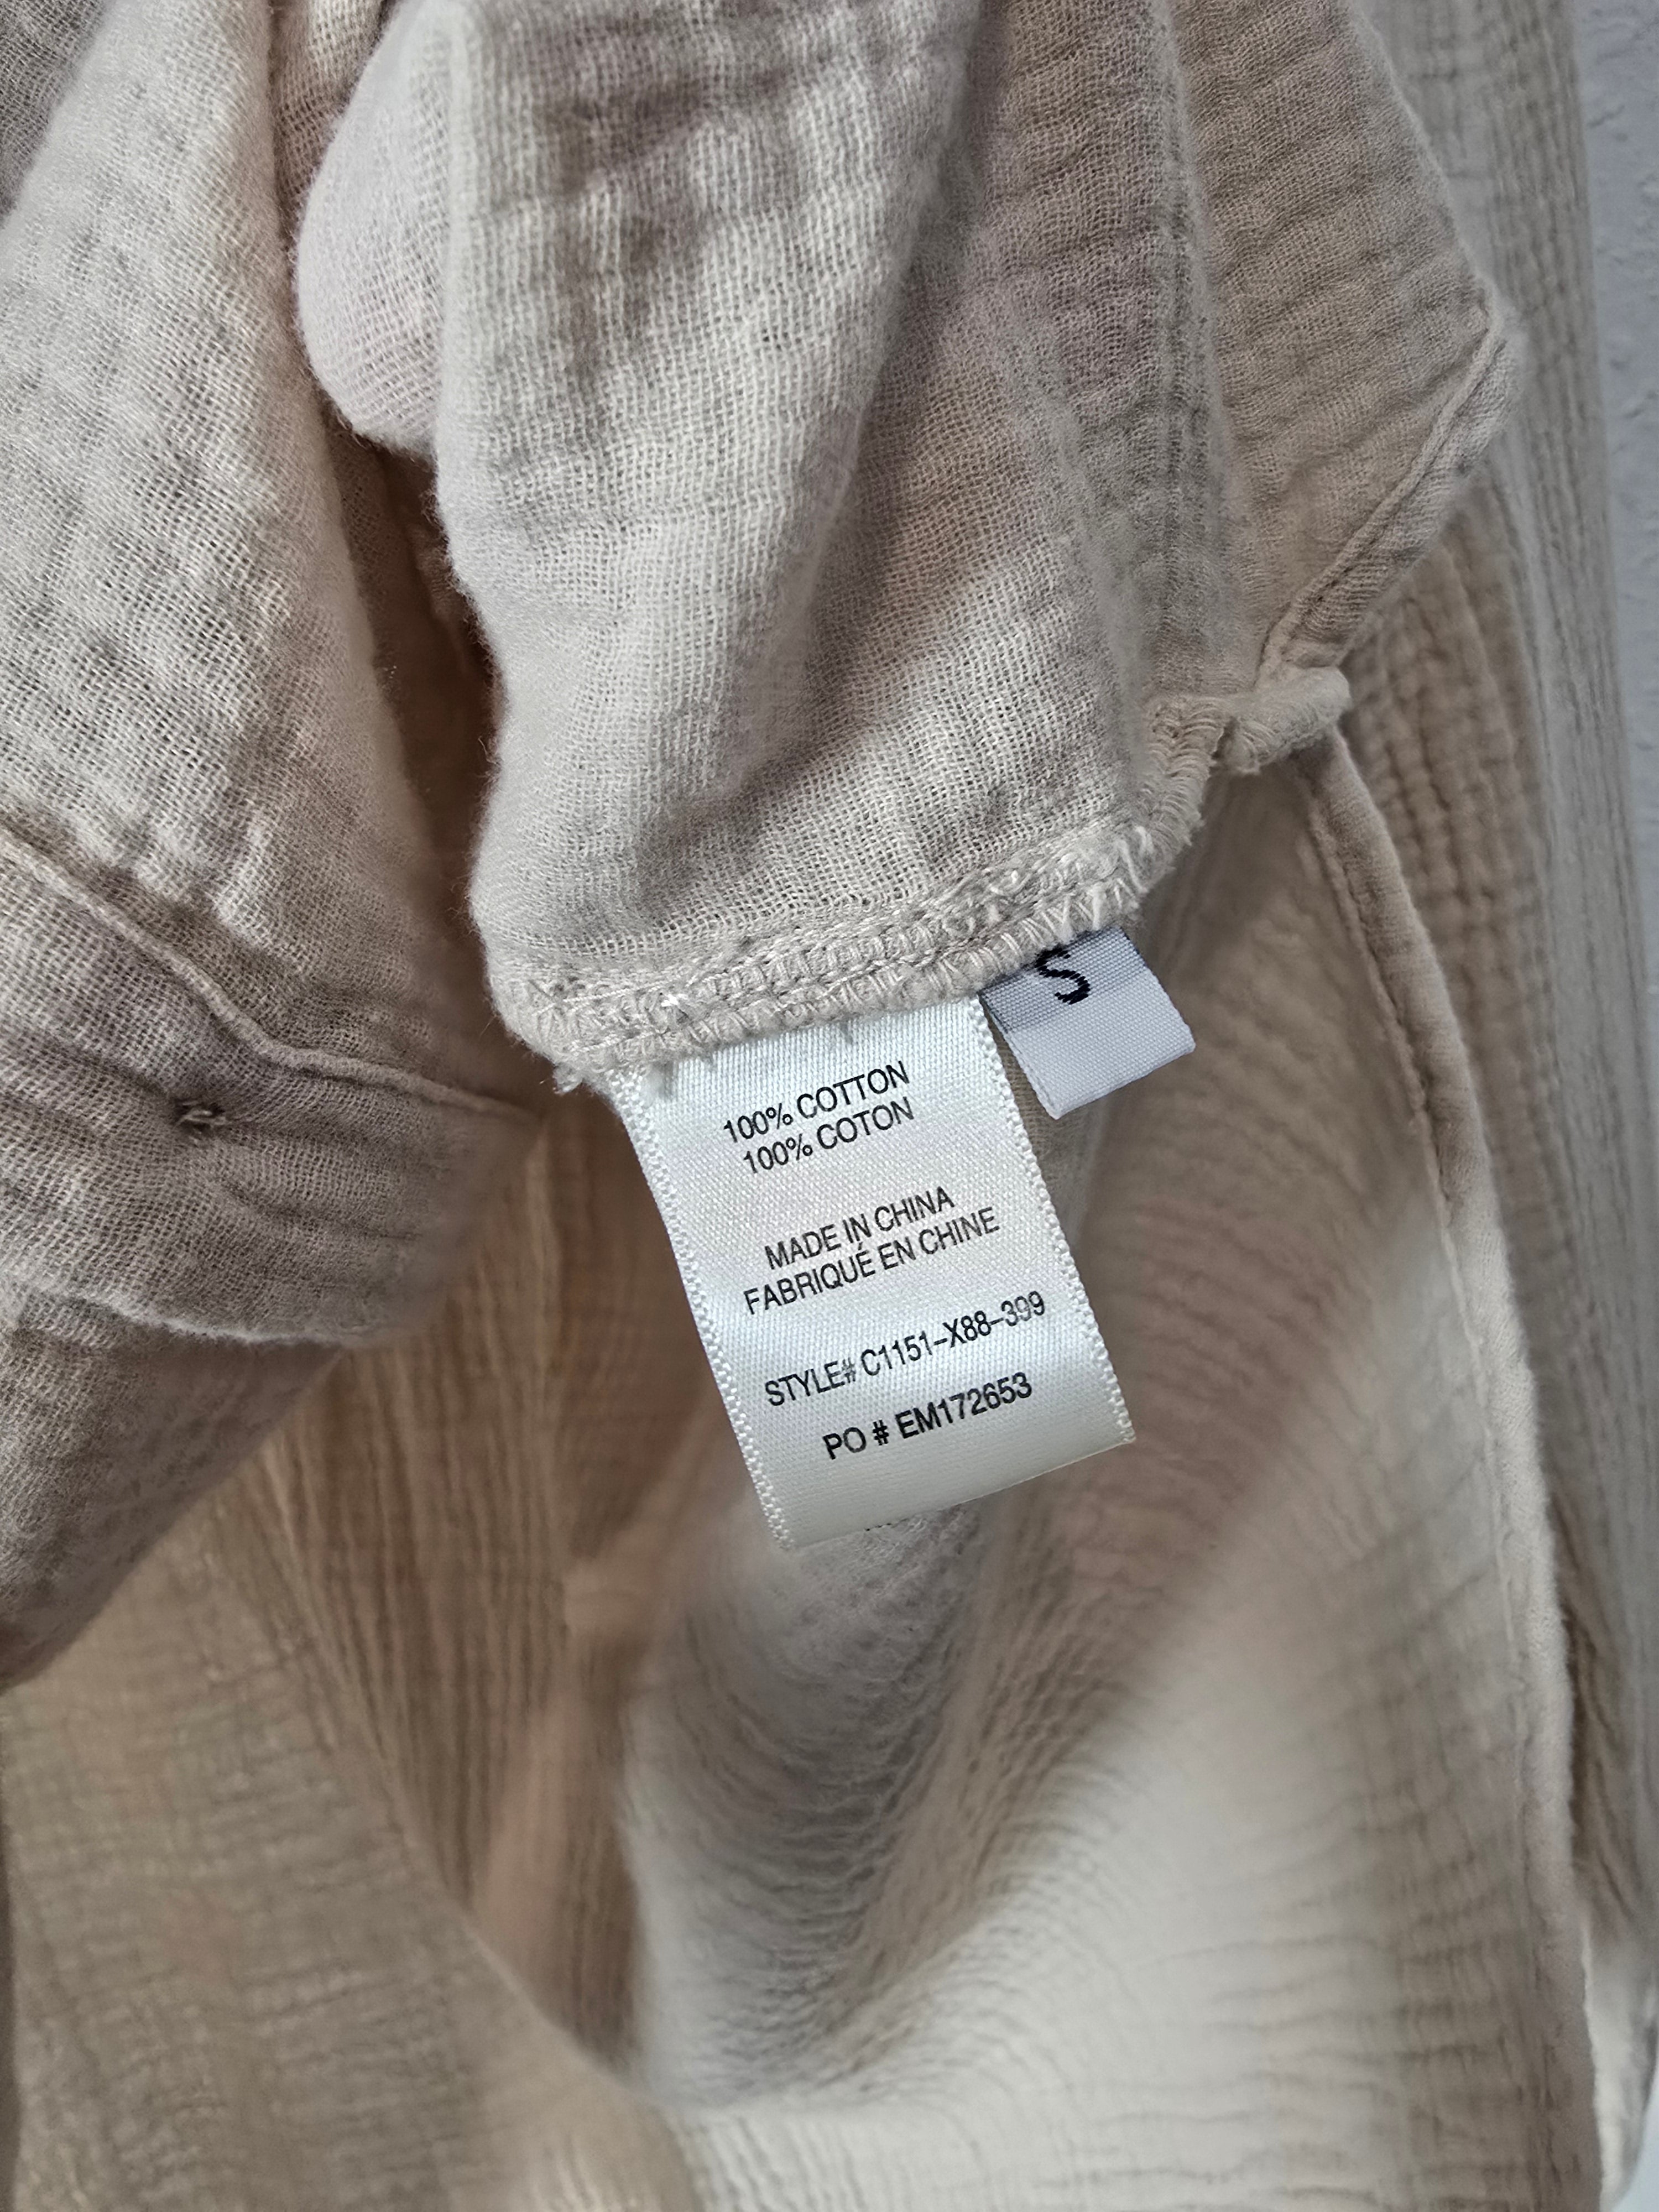 S
100% COTTON
100% COTON
MADE IN CHINA
FABRIQUÉ EN CHINE
STYLE# C1151-X88-399
PO # EM172653